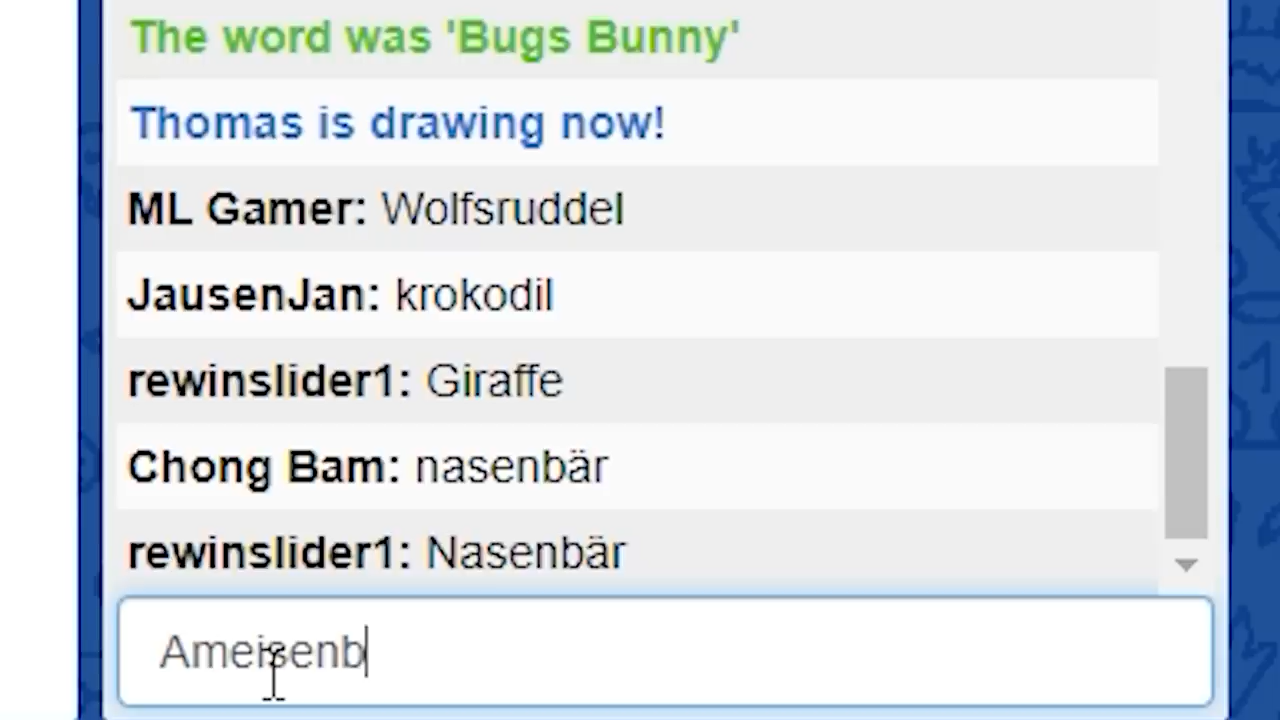 The word was 'Bugs Bunny'
Thomas is drawing now!
ML Gamer: Wolfsruddel
JausenJan: krokodil
rewinslider1: Giraffe
Chong Bam: nasenbär
rewinslider1: Nasenbär
Ameisenb